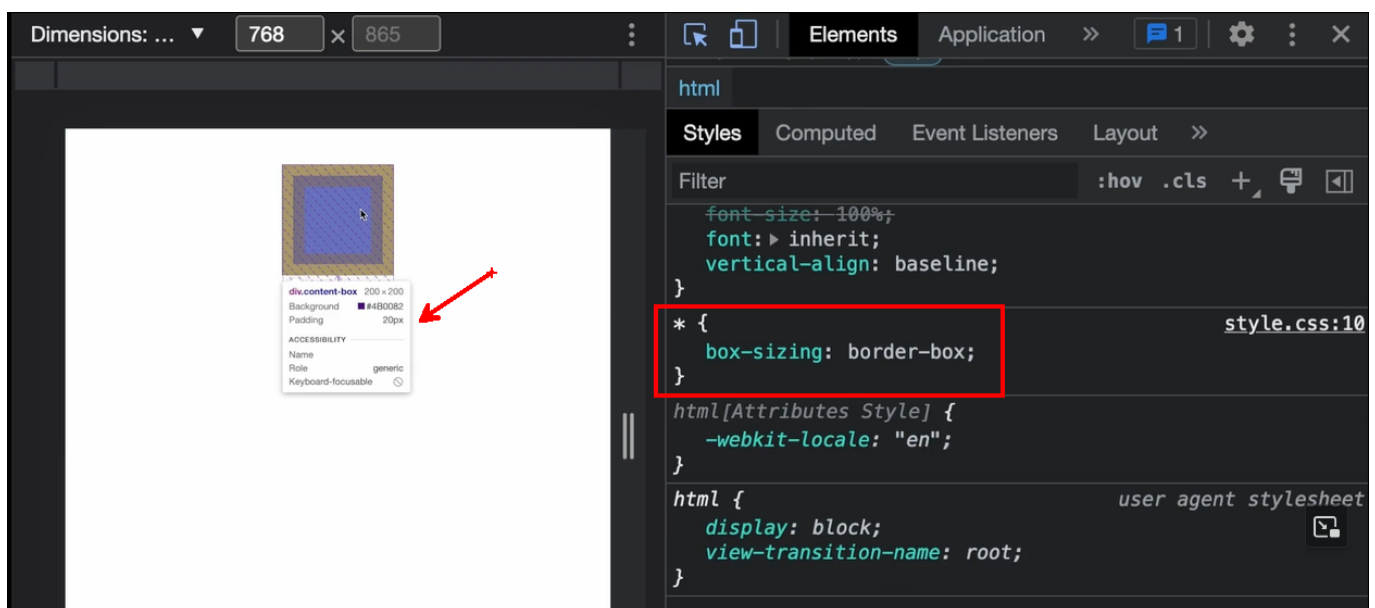 Dimensions: ... ▼ 768 × 865
Elements Application » 1
html
Styles Computed Event Listeners Layout »
Filter :hov .cls +
font-size: 100%;
font: ▶ inherit;
vertical-align: baseline;
}
* { style.css:10
box-sizing: border-box;
}
html[Attributes Style] {
-webkit-locale: "en";
}
html { user agent stylesheet
display: block;
view-transition-name: root;
}
div.content-box 200 × 200
Background #4B0082
Padding 20px
ACCESSIBILITY
Name
Role generic
Keyboard-focusable